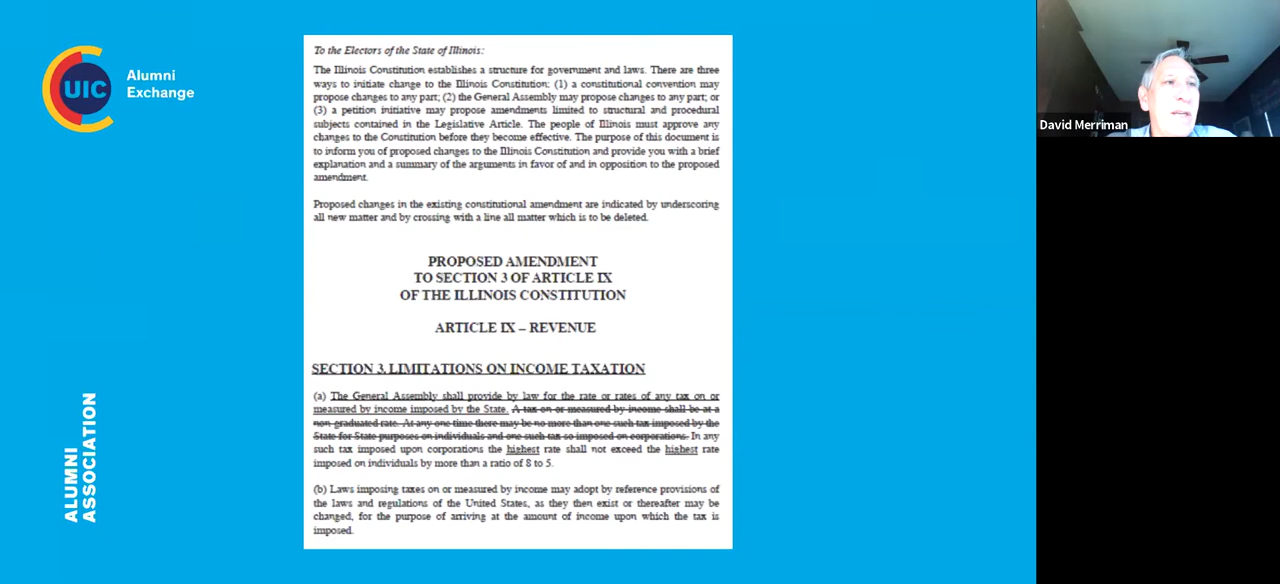 UIC
Alumni
Exchange
ALUMNI
ASSOCIATION
To the Electors of the State of Illinois:
The Illinois Constitution establishes a structure for government and laws. There are three
ways to initiate change to the Illinois Constitution: (1) a constitutional convention may
propose changes to any part; (2) the General Assembly may propose changes to any part; or
(3) a petition initiative may propose amendments limited to structural and procedural
subjects contained in the Legislative Article. The people of Illinois must approve any
changes to the Constitution before they become effective. The purpose of this document is
to inform you of proposed changes to the Illinois Constitution and provide you with a brief
explanation and a summary of the arguments in favor of and in opposition to the proposed
amendment.
Proposed changes in the existing constitutional amendment are indicated by underscoring
all new matter and by crossing with a line all matter which is to be deleted.
PROPOSED AMENDMENT
TO SECTION 3 OF ARTICLE IX
OF THE ILLINOIS CONSTITUTION
ARTICLE IX – REVENUE
SECTION 3. LIMITATIONS ON INCOME TAXATION
(a) The General Assembly shall provide by law for the rate or rates of any tax on or
measured by income imposed by the State. A tax on or measured by income shall be at a
non-graduated rate. At any one time there may be no more than one such tax imposed by the
State for State purposes on individuals and one such tax so imposed on corporations. In any
such tax imposed upon corporations the highest rate shall not exceed the highest rate
imposed on individuals by more than a ratio of 8 to 5.
(b) Laws imposing taxes on or measured by income may adopt by reference provisions of
the laws and regulations of the United States, as they then exist or thereafter may be
changed, for the purpose of arriving at the amount of income upon which the tax is
imposed.
David Merriman